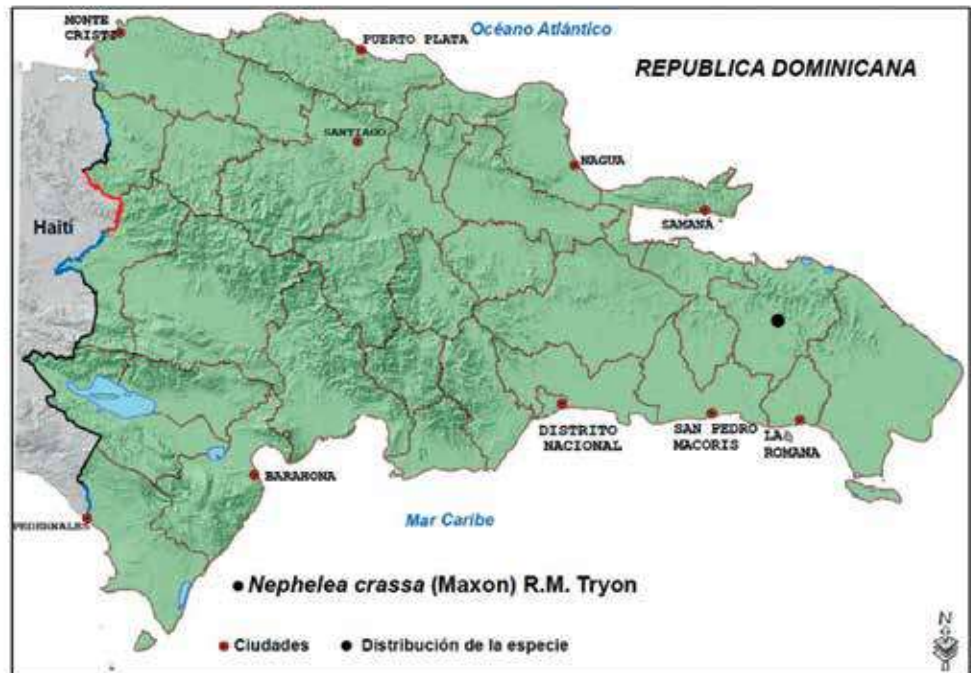 MONTE
CRISTO
Océano Atlántico
PUERTO PLATA
REPUBLICA DOMINICANA
SANTIAGO
NAGUA
Haití
SAMANÁ
DISTRITO
NACIONAL
SAN PEDRO
MACORIS
LA
ROMANA
BARAHONA
PEDERNALES
Mar Caribe
● Nephelea crassa (Maxon) R.M. Tryon
Ciudades
Distribución de la especie
N